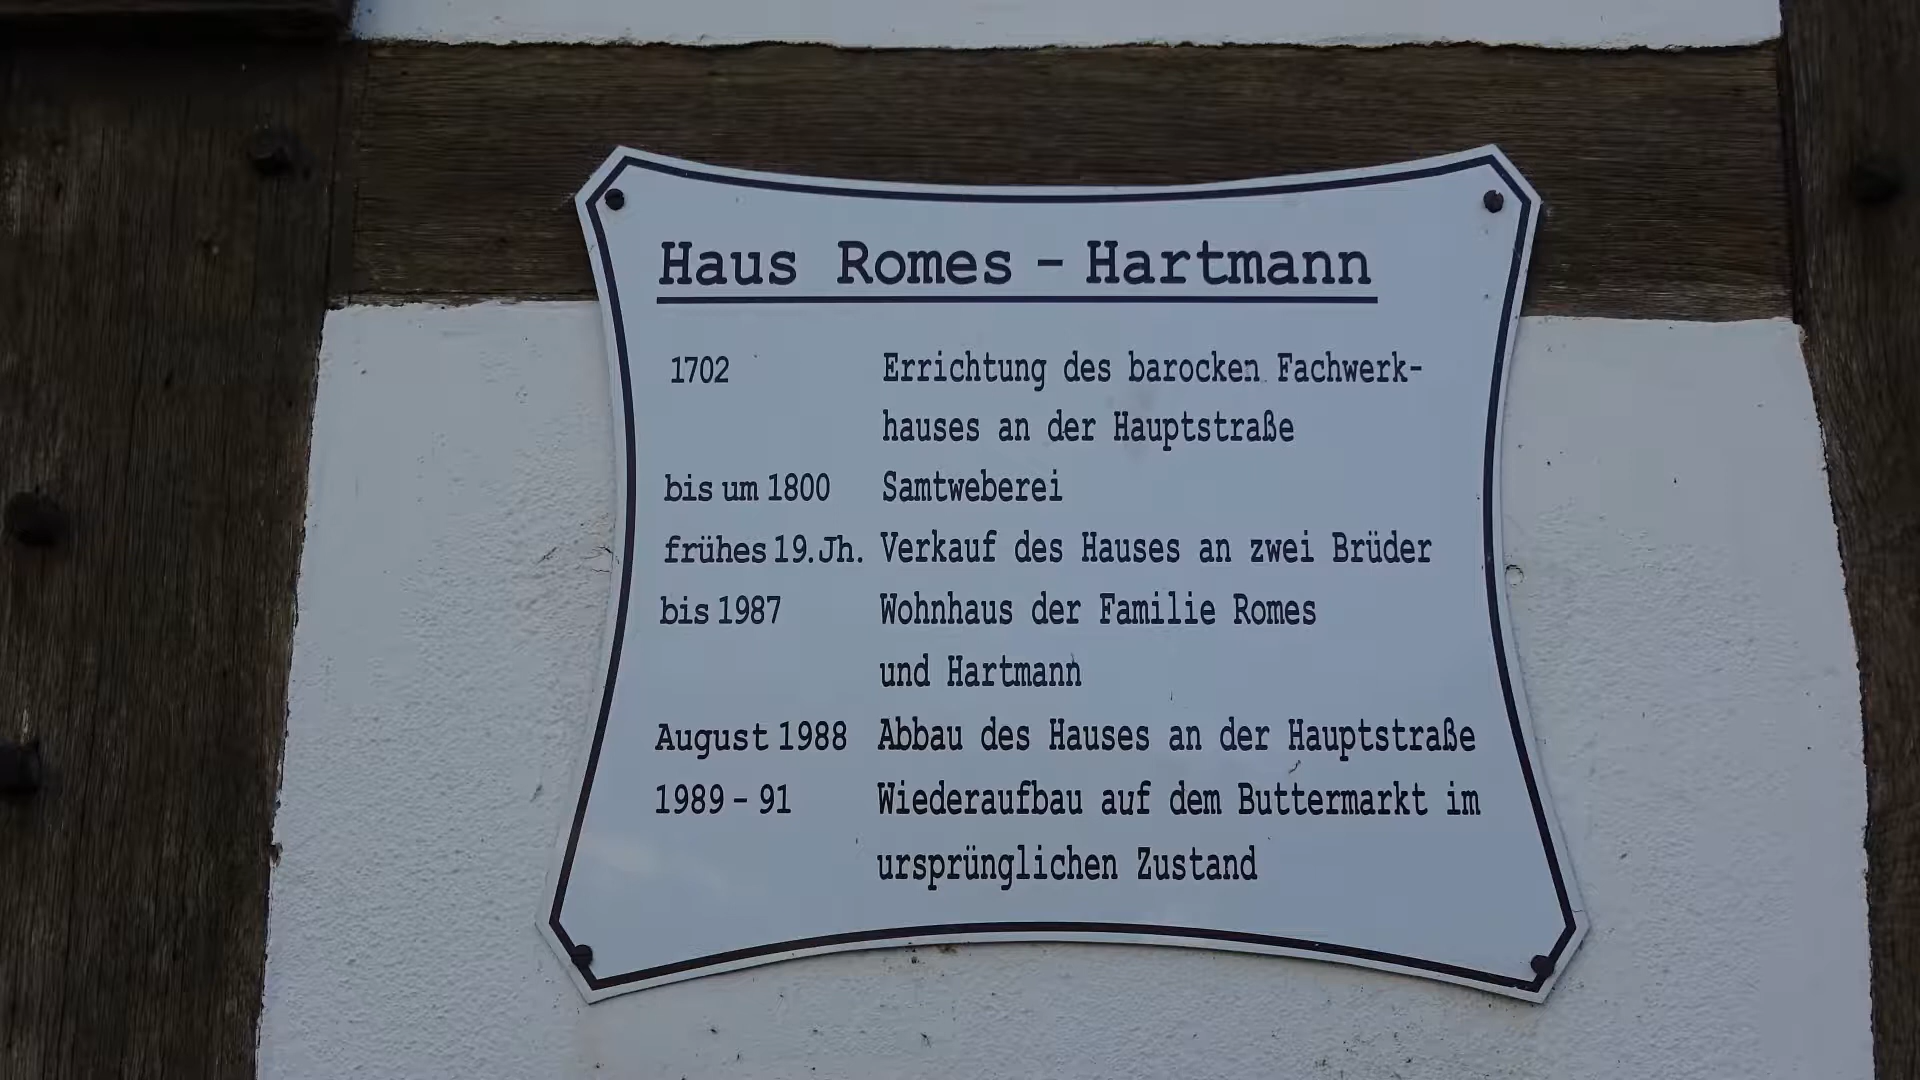 Haus Romes - Hartmann
1702 Errichtung des barocken Fachwerk-
hauses an der Hauptstraße
bis um 1800 Samtweberei
frühes 19.Jh. Verkauf des Hauses an zwei Brüder
bis 1987 Wohnhaus der Familie Romes
und Hartmann
August 1988 Abbau des Hauses an der Hauptstraße
1989 - 91 Wiederaufbau auf dem Buttermarkt im
ursprünglichen Zustand